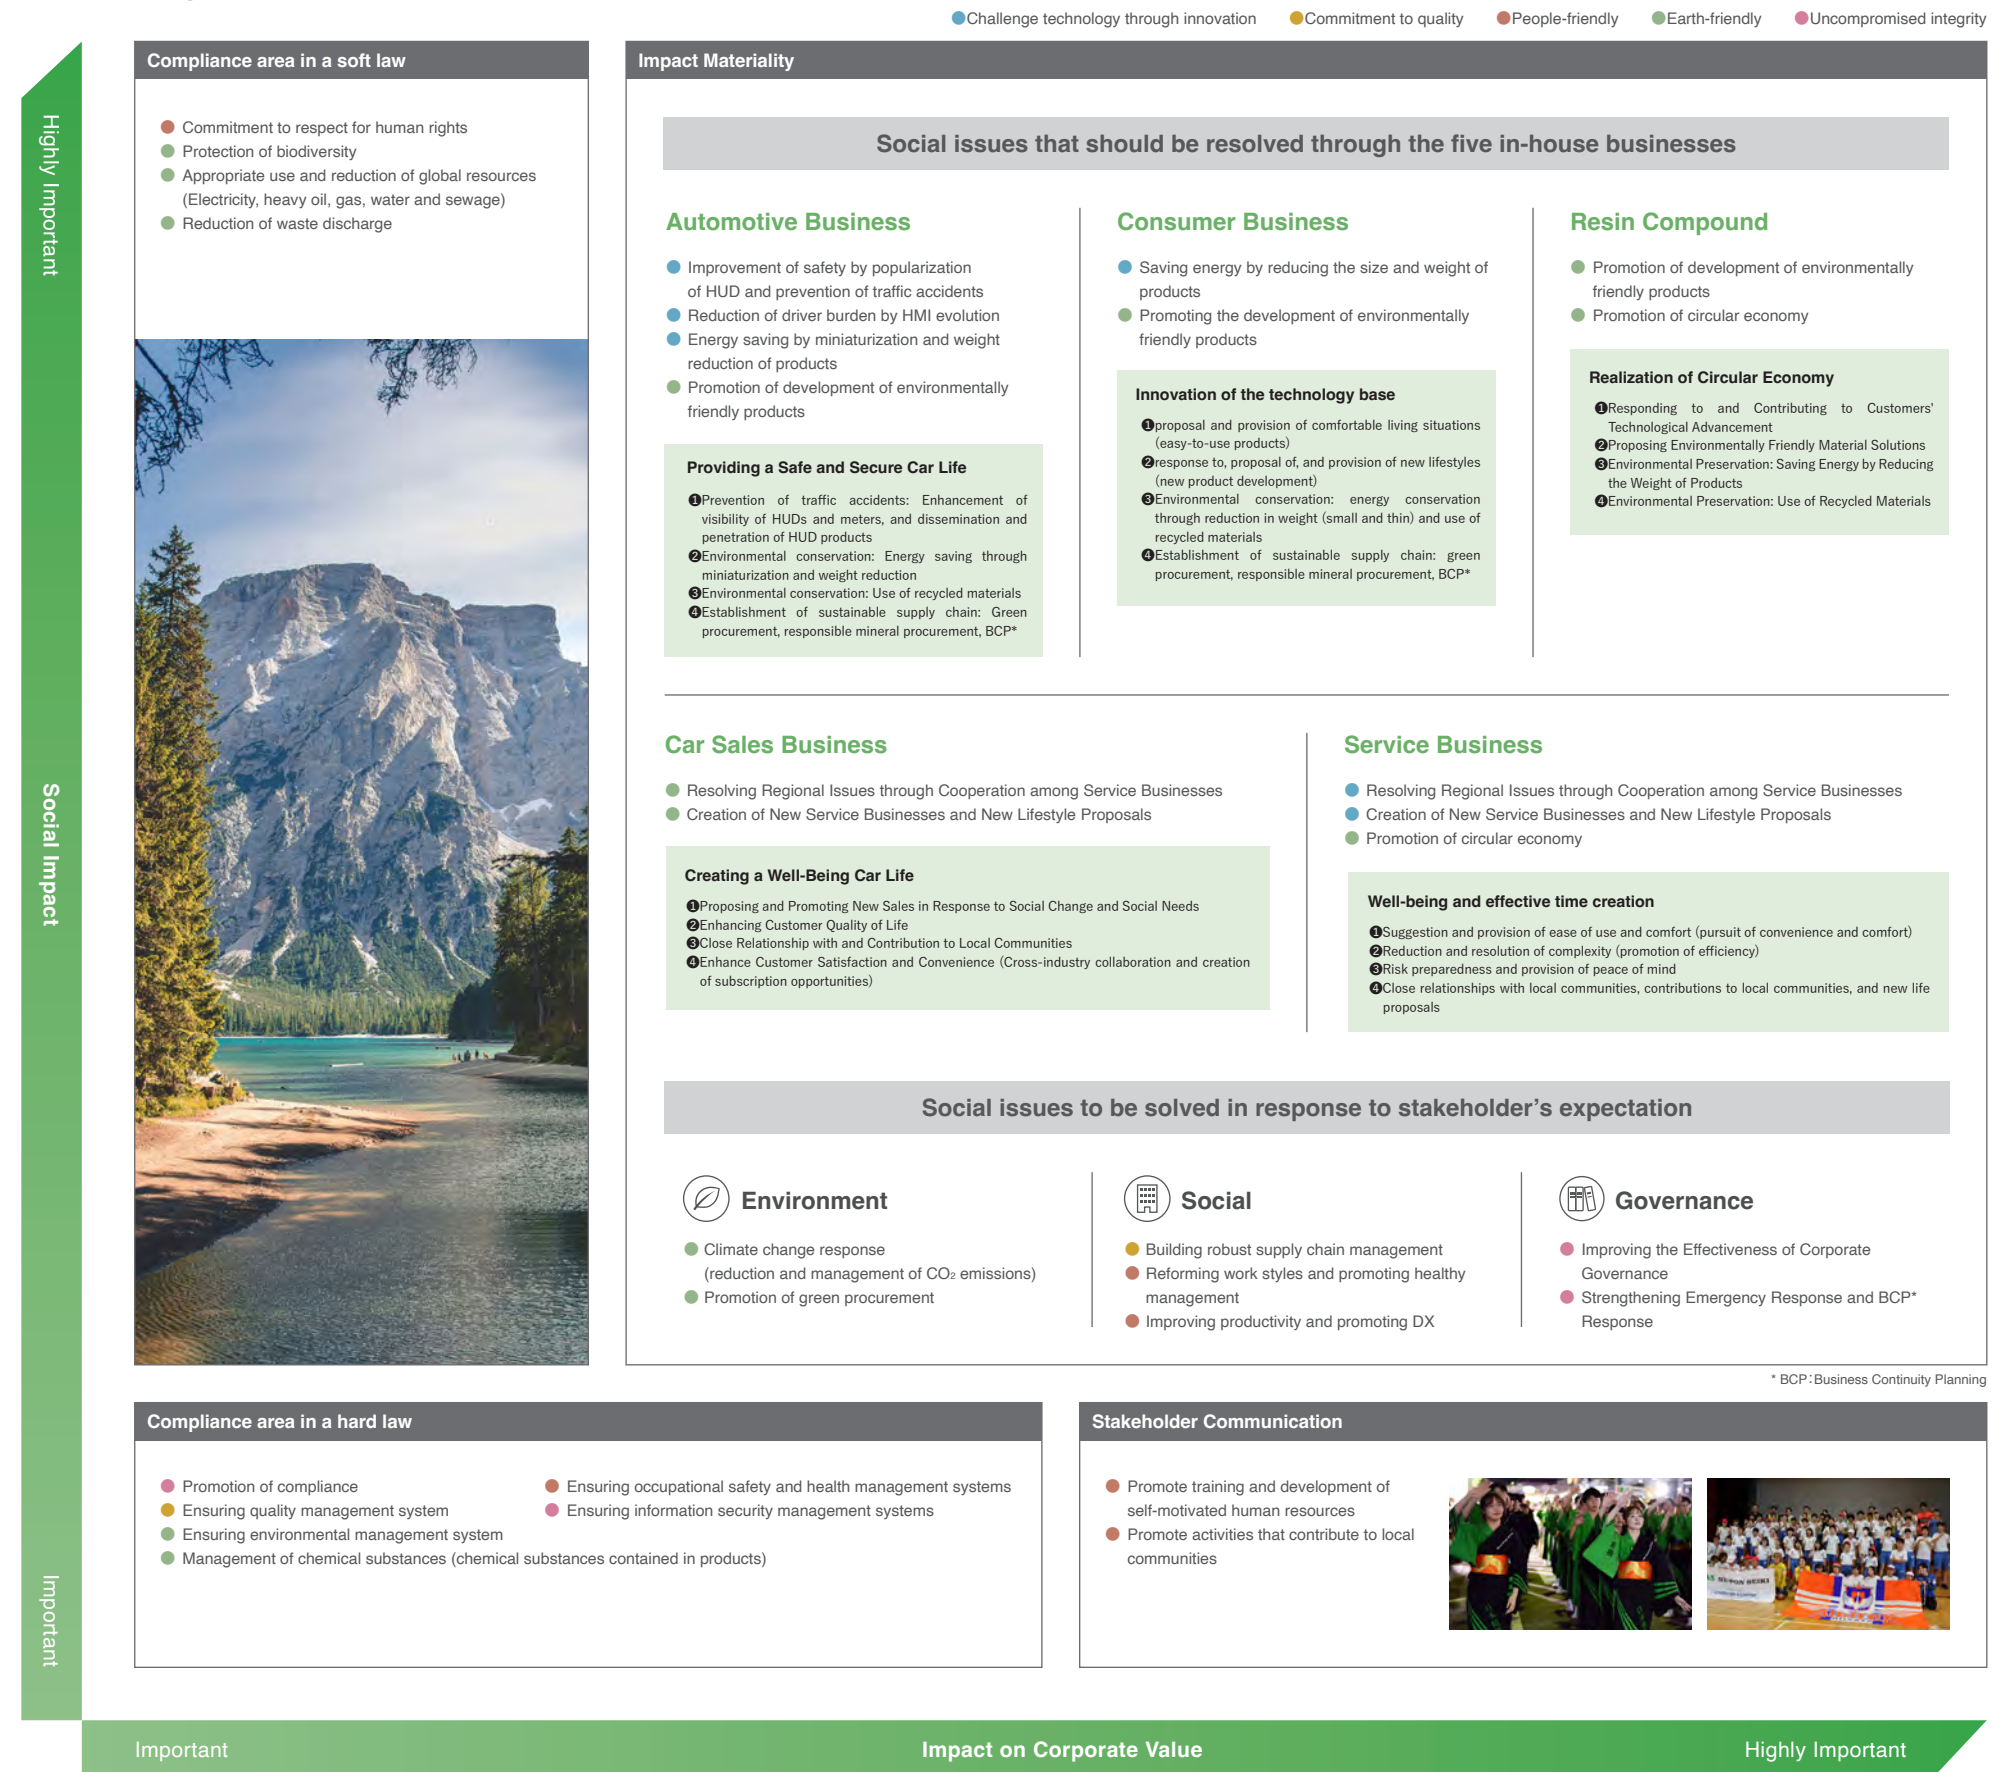 ●Challenge technology through innovation ●Commitment to quality ●People-friendly ●Earth-friendly ●Uncompromised integrity
Highly Important
Social Impact
Important
Compliance area in a soft law
● Commitment to respect for human rights
● Protection of biodiversity
● Appropriate use and reduction of global resources
(Electricity, heavy oil, gas, water and sewage)
● Reduction of waste discharge
Impact Materiality
Social issues that should be resolved through the five in-house businesses
Automotive Business
● Improvement of safety by popularization
of HUD and prevention of traffic accidents
● Reduction of driver burden by HMI evolution
● Energy saving by miniaturization and weight
reduction of products
● Promotion of development of environmentally
friendly products
Providing a Safe and Secure Car Life
❶Prevention of traffic accidents: Enhancement of
visibility of HUDs and meters, and dissemination and
penetration of HUD products
❷Environmental conservation: Energy saving through
miniaturization and weight reduction
❸Environmental conservation: Use of recycled materials
❹Establishment of sustainable supply chain: Green
procurement, responsible mineral procurement, BCP*
Consumer Business
● Saving energy by reducing the size and weight of
products
● Promoting the development of environmentally
friendly products
Innovation of the technology base
❶proposal and provision of comfortable living situations
(easy-to-use products)
❷response to, proposal of, and provision of new lifestyles
(new product development)
❸Environmental conservation: energy conservation
through reduction in weight (small and thin) and use of
recycled materials
❹Establishment of sustainable supply chain: green
procurement, responsible mineral procurement, BCP*
Resin Compound
● Promotion of development of environmentally
friendly products
● Promotion of circular economy
Realization of Circular Economy
❶Responding to and Contributing to Customers'
Technological Advancement
❷Proposing Environmentally Friendly Material Solutions
❸Environmental Preservation: Saving Energy by Reducing
the Weight of Products
❹Environmental Preservation: Use of Recycled Materials
Car Sales Business
● Resolving Regional Issues through Cooperation among Service Businesses
● Creation of New Service Businesses and New Lifestyle Proposals
Creating a Well-Being Car Life
❶Proposing and Promoting New Sales in Response to Social Change and Social Needs
❷Enhancing Customer Quality of Life
❸Close Relationship with and Contribution to Local Communities
❹Enhance Customer Satisfaction and Convenience (Cross-industry collaboration and creation
of subscription opportunities)
Service Business
● Resolving Regional Issues through Cooperation among Service Businesses
● Creation of New Service Businesses and New Lifestyle Proposals
● Promotion of circular economy
Well-being and effective time creation
❶Suggestion and provision of ease of use and comfort (pursuit of convenience and comfort)
❷Reduction and resolution of complexity (promotion of efficiency)
❸Risk preparedness and provision of peace of mind
❹Close relationships with local communities, contributions to local communities, and new life
proposals
Social issues to be solved in response to stakeholder’s expectation
Environment
● Climate change response
(reduction and management of CO₂ emissions)
● Promotion of green procurement
Social
● Building robust supply chain management
● Reforming work styles and promoting healthy
management
● Improving productivity and promoting DX
Governance
● Improving the Effectiveness of Corporate
Governance
● Strengthening Emergency Response and BCP*
Response
* BCP：Business Continuity Planning
Compliance area in a hard law
● Promotion of compliance
● Ensuring quality management system
● Ensuring environmental management system
● Management of chemical substances (chemical substances contained in products)
● Ensuring occupational safety and health management systems
● Ensuring information security management systems
Stakeholder Communication
● Promote training and development of
self-motivated human resources
● Promote activities that contribute to local
communities
NIPPON SEIKI
Important
Impact on Corporate Value
Highly Important